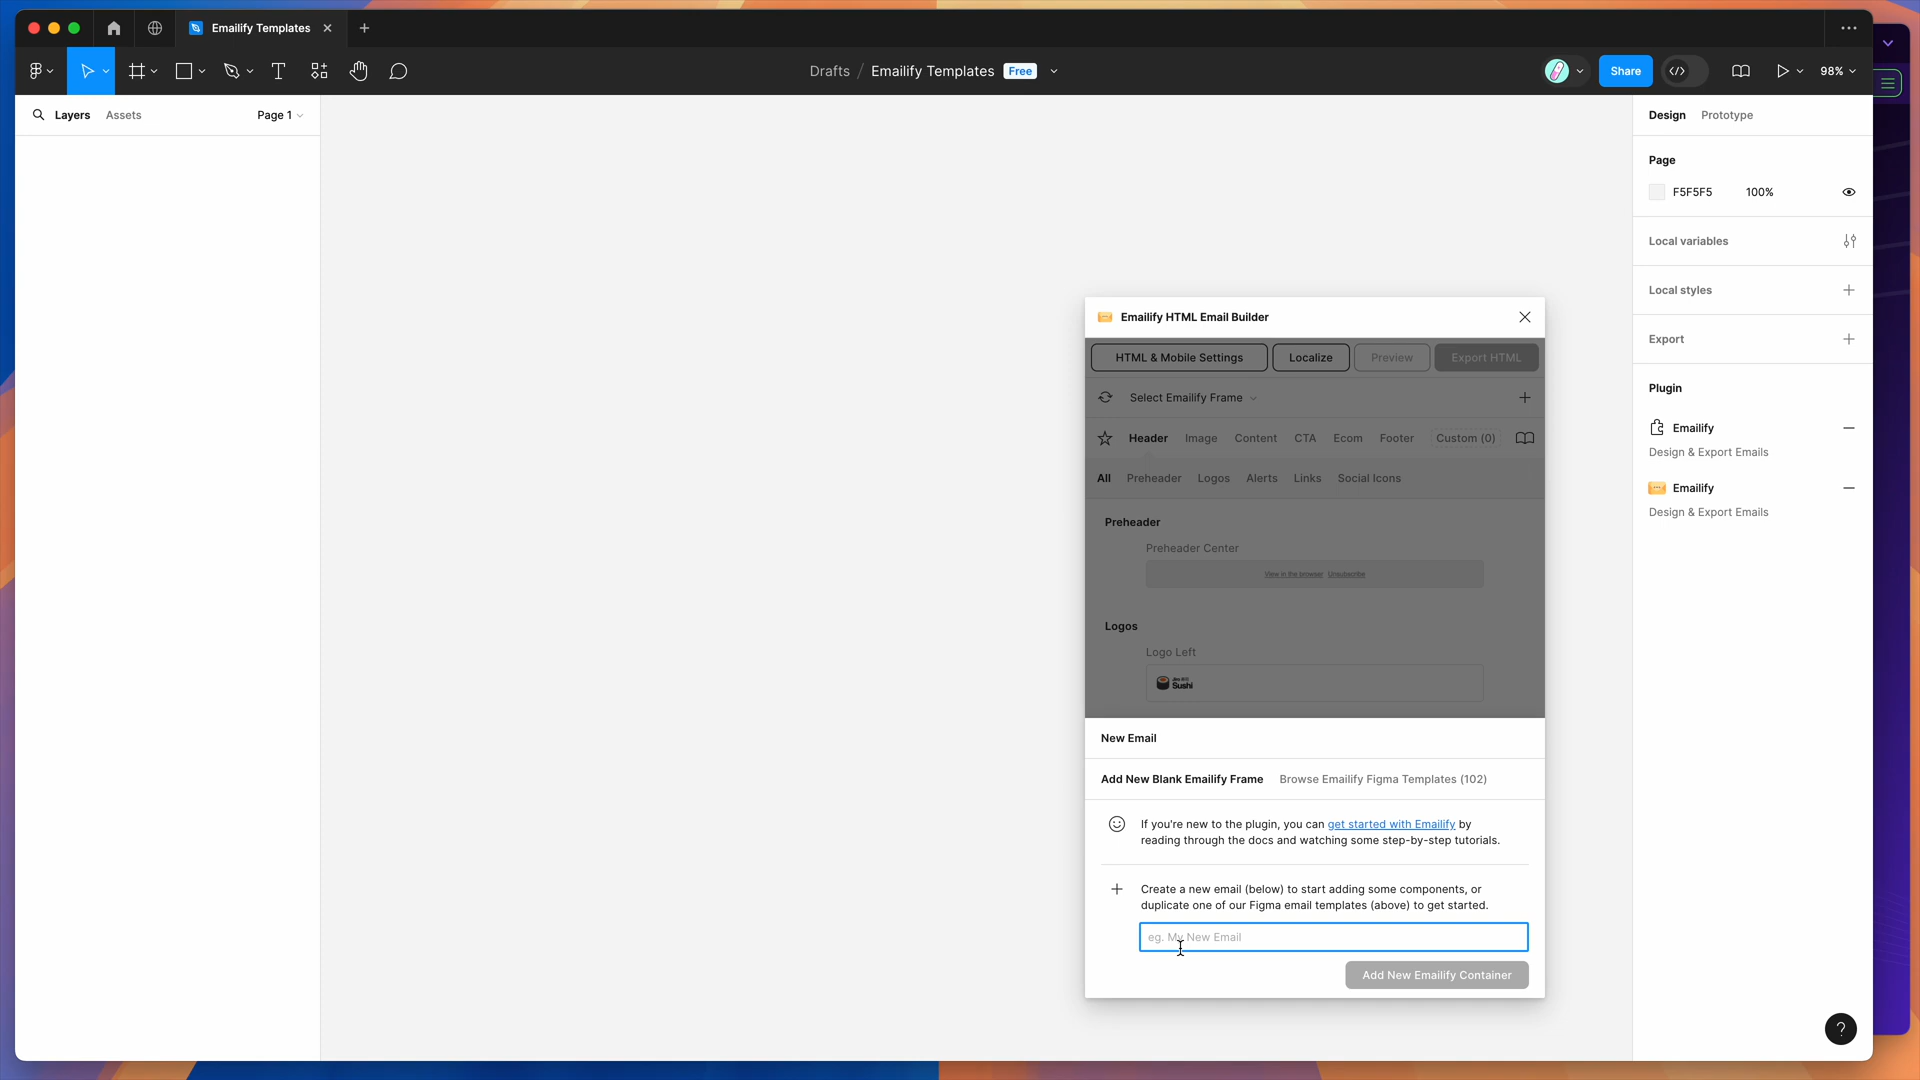 Emailify Templates
Drafts / Emailify Templates Free
Share
98%
Layers Assets Page 1
Design Prototype
Page
F5F5F5 100%
Local variables
Local styles
Export
Plugin
Emailify
Design & Export Emails
Emailify
Design & Export Emails
Emailify HTML Email Builder
HTML & Mobile Settings Localize Preview Export HTML
Select Emailify Frame
Header Image Content CTA Ecom Footer Custom (0)
All Preheader Logos Alerts Links Social Icons
Preheader
Preheader Center
View in the browser Unsubscribe
Logos
Logo Left
Sushi
New Email
Add New Blank Emailify Frame Browse Emailify Figma Templates (102)
If you're new to the plugin, you can get started with Emailify by
reading through the docs and watching some step-by-step tutorials.
Create a new email (below) to start adding some components, or
duplicate one of our Figma email templates (above) to get started.
eg. My New Email
Add New Emailify Container
?